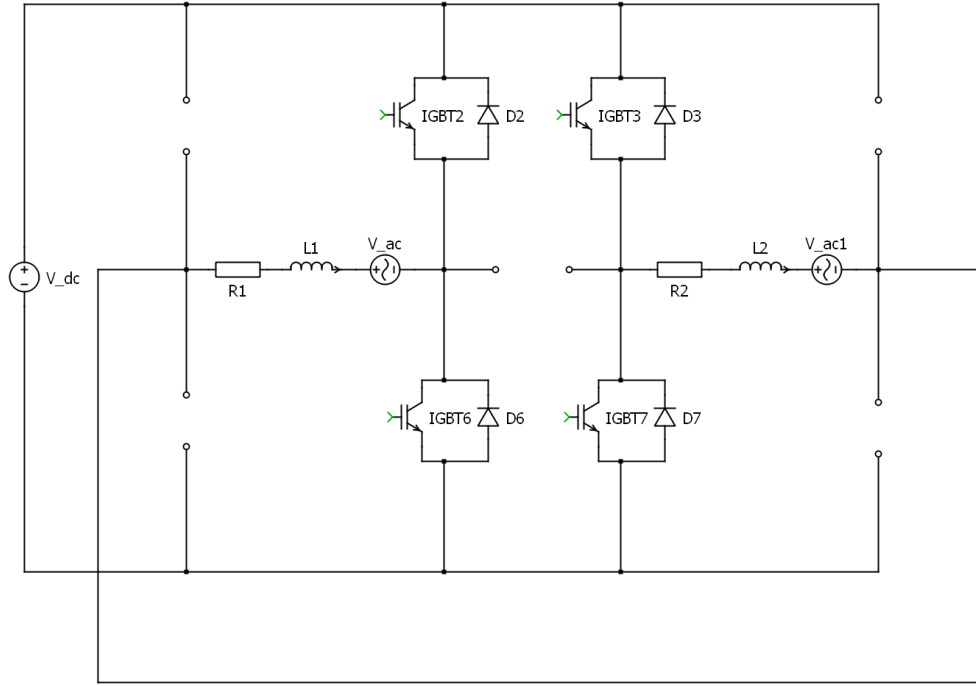 IGBT2
D2
IGBT3
D3
V_ac
V_ac1
L1
L2
+
−
V_dc
+
+
R1
R2
IGBT6
D6
IGBT7
D7